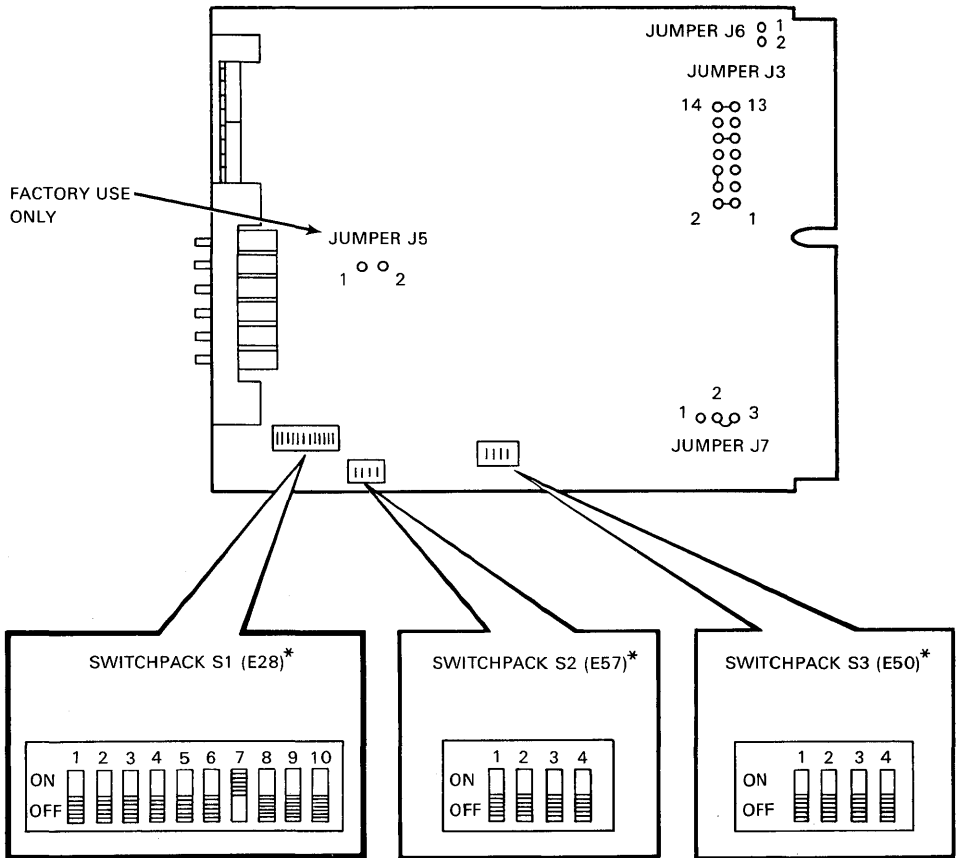 JUMPER J6
1
2
JUMPER J3
14 13
2 1
FACTORY USE
ONLY
JUMPER J5
1 2
2
1 3
JUMPER J7
SWITCHPACK S1 (E28)*
1 2 3 4 5 6 7 8 9 10
ON
OFF
SWITCHPACK S2 (E57)*
1 2 3 4
ON
OFF
SWITCHPACK S3 (E50)*
1 2 3 4
ON
OFF